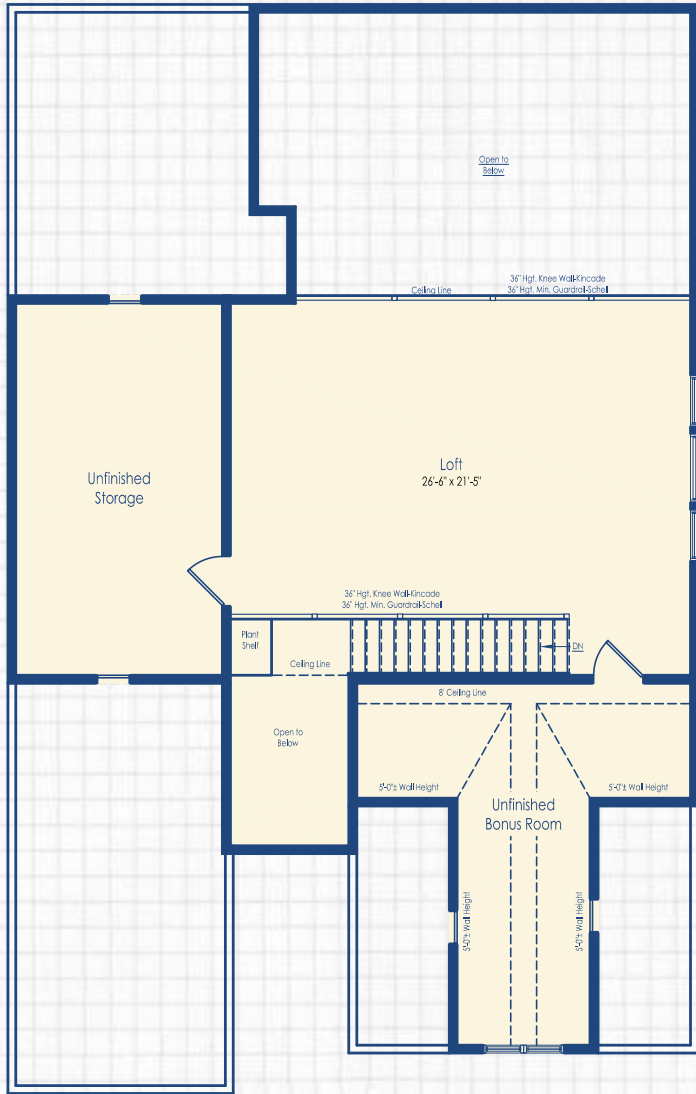 Open to
Below
36" Hgt. Knee Wall-Kincade
Ceiling Line
36" Hgt. Min. Guardrail-Schell
Loft
26'-6" x 21'-5"
Unfinished
Storage
36" Hgt. Knee Wall-Kincade
36" Hgt. Min. Guardrail-Schell
Plant
Shelf
DN
Ceiling Line
8' Ceiling Line
Open to
Below
5'-0"± Wall Height
5'-0"± Wall Height
Unfinished
Bonus Room
5'-0"± Wall Height
5'-0"± Wall Height